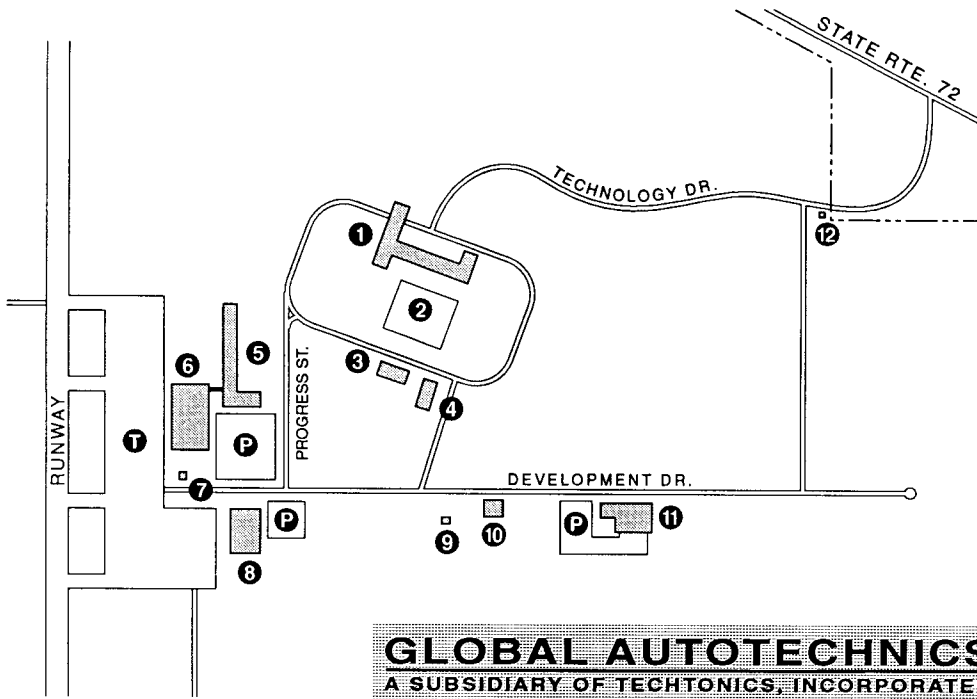 STATE RTE. 72
TECHNOLOGY DR.
12
1
2
3
4
5
6
PROGRESS ST.
RUNWAY
T
P
7
DEVELOPMENT DR.
P
8
9
10
P
11
GLOBAL AUTOTECHNICS
A SUBSIDIARY OF TECHTONICS, INCORPORATE